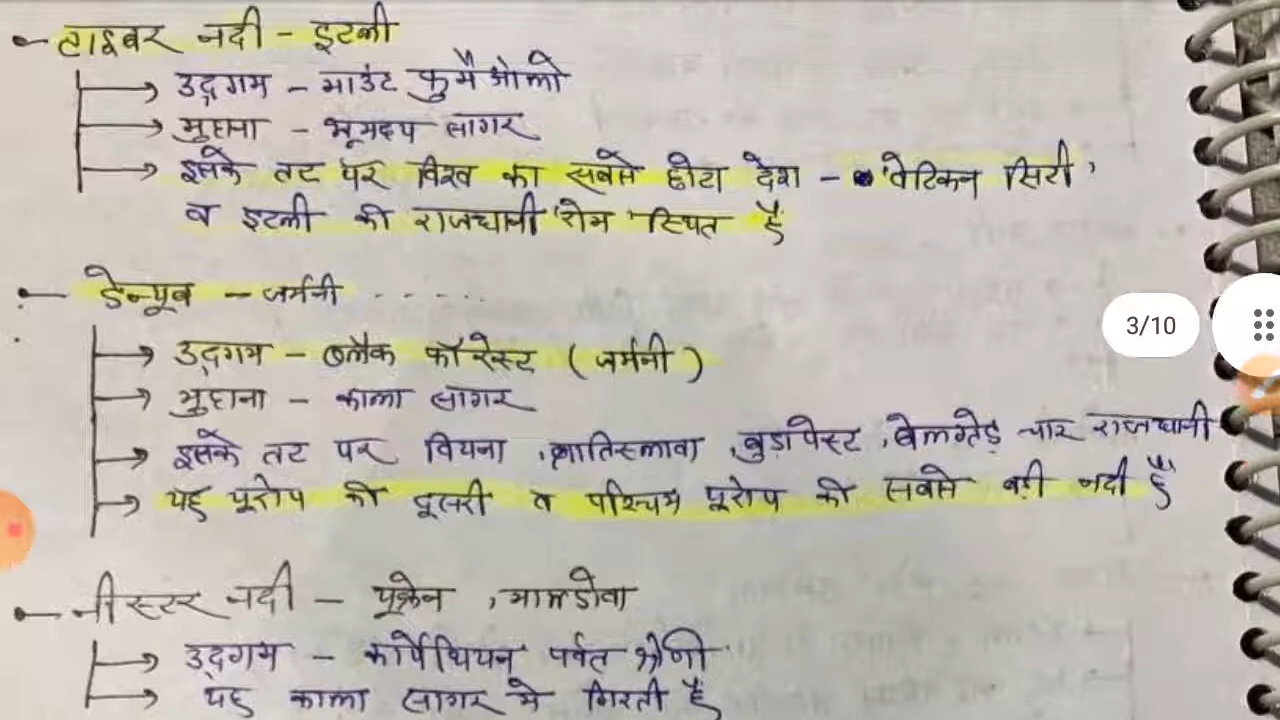 टाइबर नदी - इटली
उद्गम - माउंट फुमैओलो
मुहाना - भूमध्य सागर
इसके तट पर विश्व का सबसे छोटा देश - 'वेटिकन सिटी'
व इटली की राजधानी 'रोम' स्थित है
डेन्यूब - जर्मनी ......
उद्गम - ब्लैक फॉरेस्ट (जर्मनी)
मुहाना - काला सागर
इसके तट पर वियना, ब्रातिस्लावा, बुडापेस्ट, बेलग्रेड चार राजधानी
यह यूरोप की दूसरी व पश्चिम यूरोप की सबसे बड़ी नदी है
नीस्टर नदी - यूक्रेन, माल्डोवा
उद्गम - कार्पेथियन पर्वत श्रेणी
यह काला सागर मे गिरती है
3/10